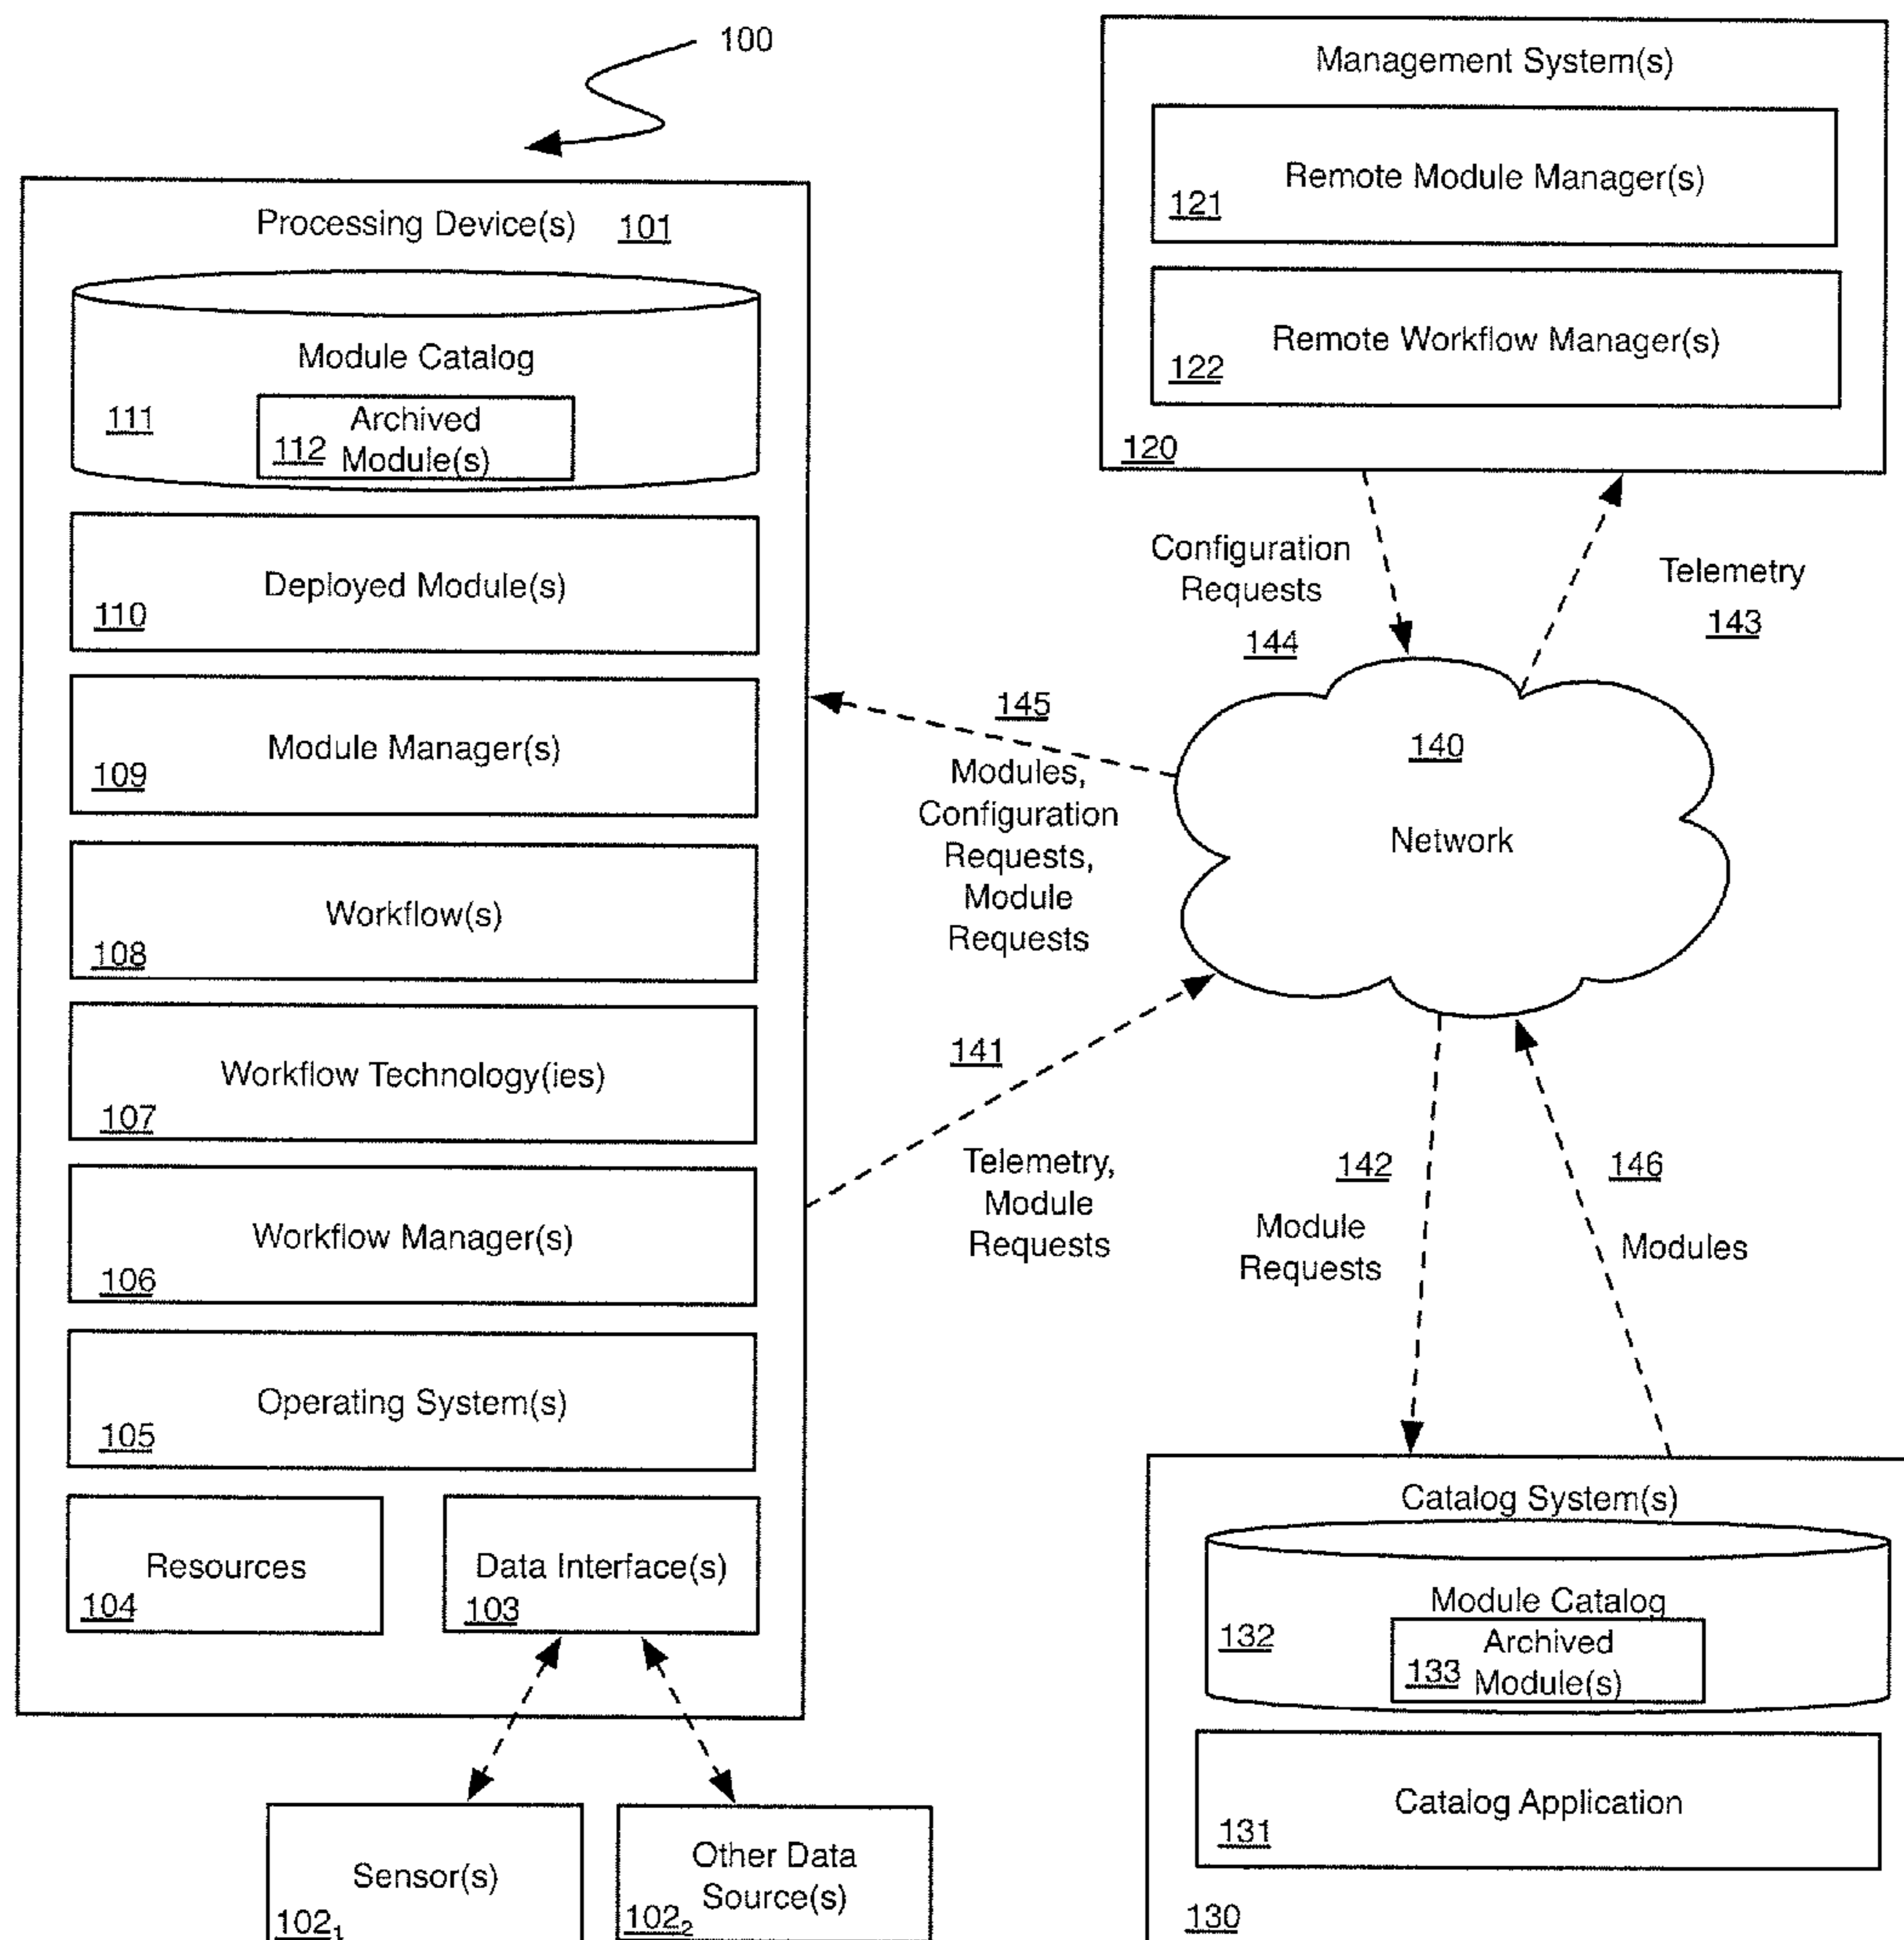 100
Processing Device(s) 101
Module Catalog
111
Archived
112 Module(s)
Deployed Module(s)
110
Module Manager(s)
109
Workflow(s)
108
Workflow Technology(ies)
107
Workflow Manager(s)
106
Operating System(s)
105
Resources
104
Data Interface(s)
103
Sensor(s)
102₁
Other Data
Source(s)
102₂
Management System(s)
Remote Module Manager(s)
121
Remote Workflow Manager(s)
122
120
Configuration
Requests
144
Telemetry
143
145
Modules,
Configuration
Requests,
Module
Requests
140
Network
141
Telemetry,
Module
Requests
142
Module
Requests
146
Modules
Catalog System(s)
Module Catalog
132
Archived
133 Module(s)
Catalog Application
131
130